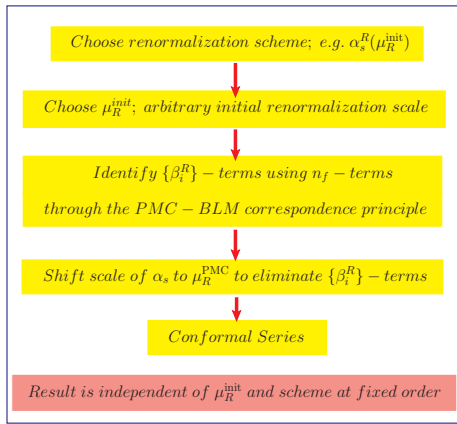 Choose renormalization scheme; e.g. α_s^R(μ_R^init)
Choose μ_R^init; arbitrary initial renormalization scale
Identify {β_i^R} − terms using n_f − terms
through the PMC − BLM correspondence principle
Shift scale of α_s to μ_R^PMC to eliminate {β_i^R} − terms
Conformal Series
Result is independent of μ_R^init and scheme at fixed order